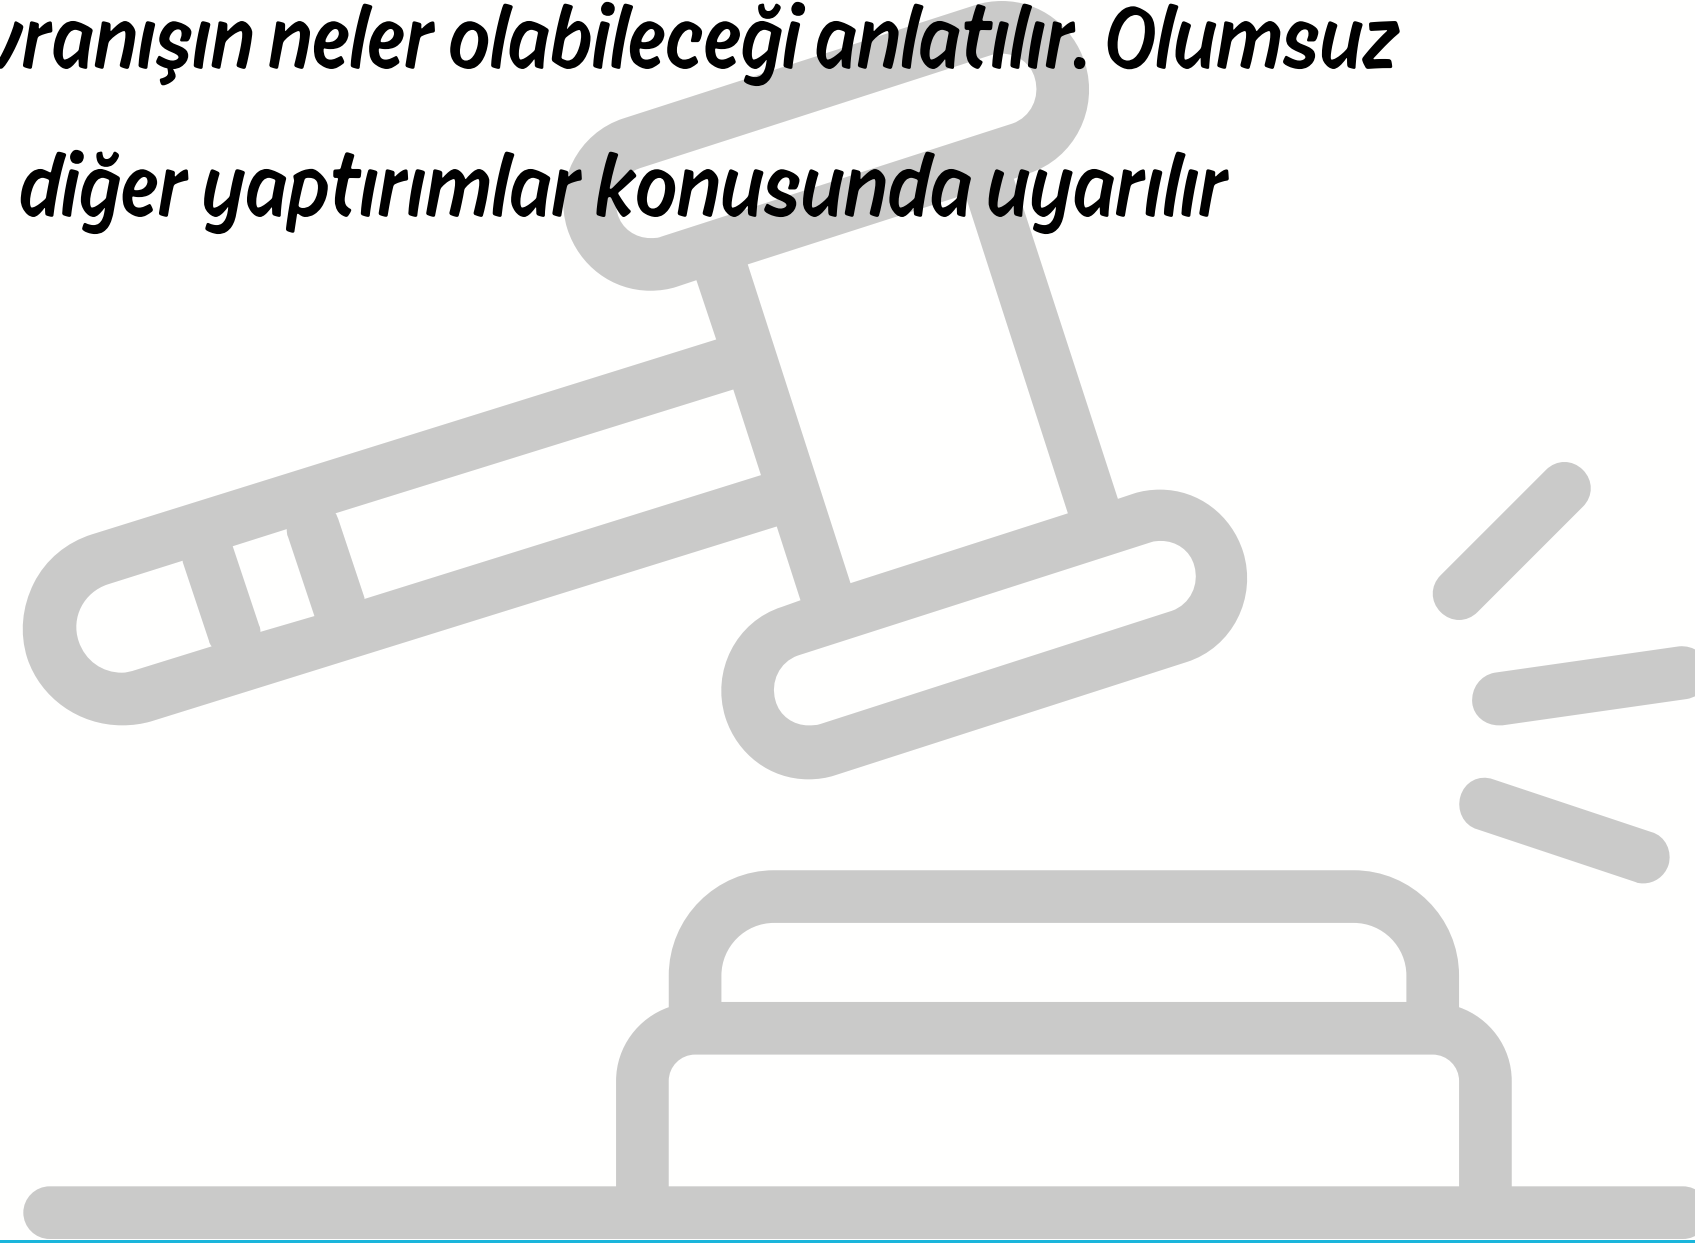 vranışın neler olabileceği anlatılır. Olumsuz
diğer yaptırımlar konusunda uyarılır